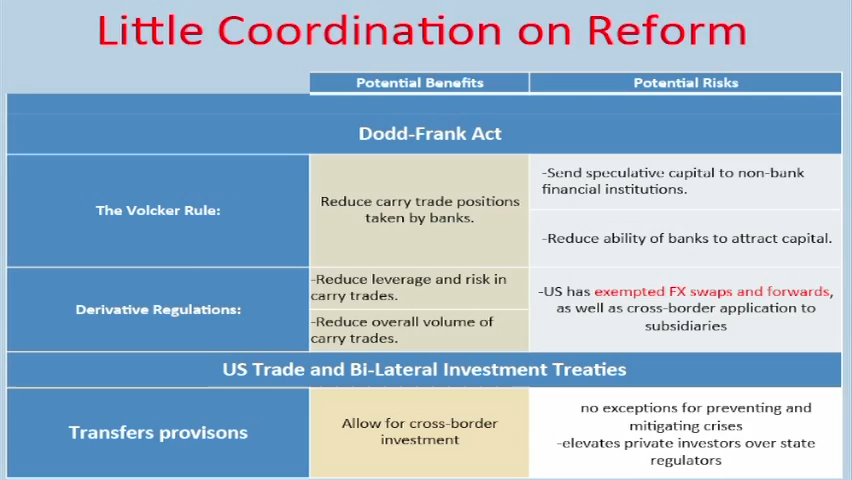 Little Coordination on Reform
Potential Benefits
Potential Risks
Dodd-Frank Act
The Volcker Rule:
Reduce carry trade positions
taken by banks.
-Send speculative capital to non-bank
financial institutions.
-Reduce ability of banks to attract capital.
Derivative Regulations:
-Reduce leverage and risk in
carry trades.
-Reduce overall volume of
carry trades.
-US has exempted FX swaps and forwards,
as well as cross-border application to
subsidiaries
US Trade and Bi-Lateral Investment Treaties
Transfers provisons
Allow for cross-border
investment
no exceptions for preventing and
mitigating crises
-elevates private investors over state
regulators